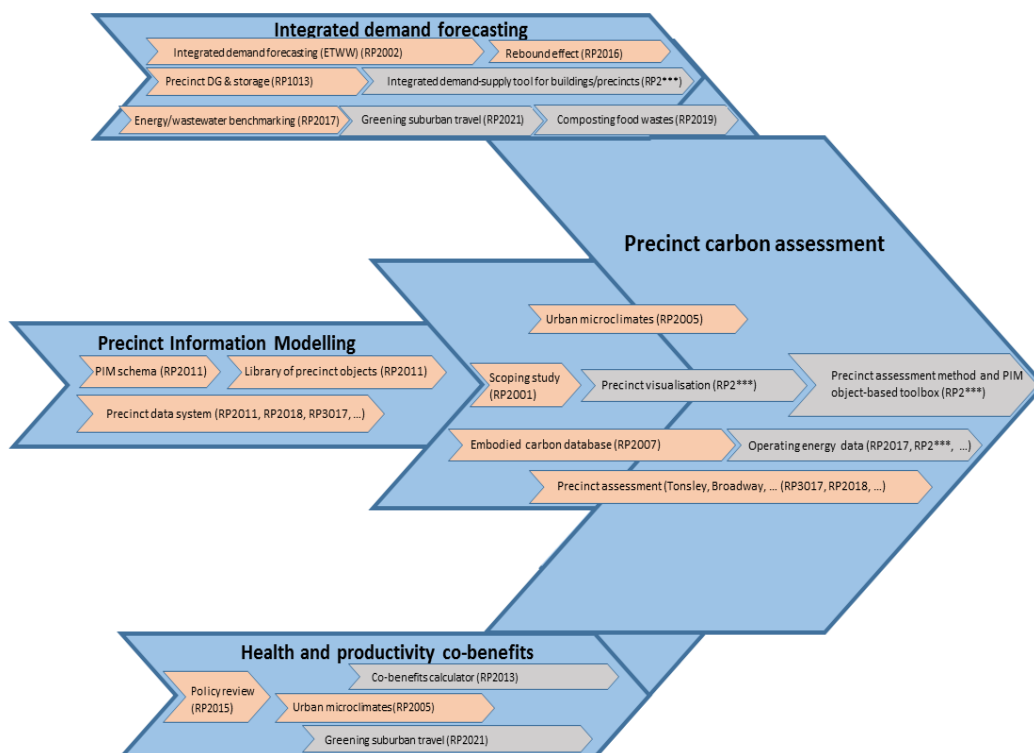 Integrated demand forecasting
Integrated demand forecasting (ETWW) (RP2002)
Rebound effect (RP2016)
Precinct DG & storage (RP1013)
Integrated demand-supply tool for buildings/precincts (RP2***)
Energy/wastewater benchmarking (RP2017)
Greening suburban travel (RP2021)
Composting food wastes (RP2019)
Precinct carbon assessment
Urban microclimates (RP2005)
Precinct Information Modelling
PIM schema (RP2011)
Library of precinct objects (RP2011)
Precinct data system (RP2011, RP2018, RP3017, ...)
Scoping study
(RP2001)
Precinct visualisation (RP2***)
Precinct assessment method and PIM
object-based toolbox (RP2***)
Embodied carbon database (RP2007)
Operating energy data (RP2017, RP2***, ...)
Precinct assessment (Tonsley, Broadway, ... (RP3017, RP2018, ...)
Health and productivity co-benefits
Policy review
(RP2015)
Co-benefits calculator (RP2013)
Urban microclimates(RP2005)
Greening suburban travel (RP2021)